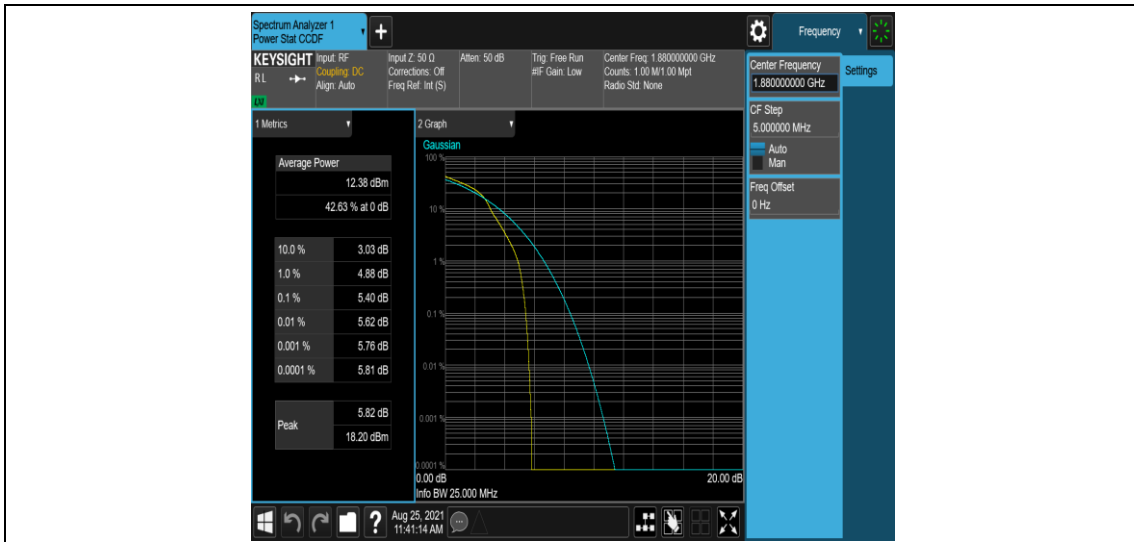 Spectrum Analyzer 1
Power Stat CCDF
+
Frequency
KEYSIGHT
RL
LXI
Input: RF
Coupling: DC
Align: Auto
Input Z: 50 Ω
Corrections: Off
Freq Ref: Int (S)
Atten: 50 dB
Trig: Free Run
#IF Gain: Low
Center Freq: 1.880000000 GHz
Counts: 1.00 M/1.00 Mpt
Radio Std: None
Center Frequency
1.880000000 GHz
Settings
CF Step
5.000000 MHz
Auto
Man
Freq Offset
0 Hz
1 Metrics
Average Power
12.38 dBm
42.63 % at 0 dB
10.0 % 3.03 dB
1.0 % 4.88 dB
0.1 % 5.40 dB
0.01 % 5.62 dB
0.001 % 5.76 dB
0.0001 % 5.81 dB
Peak
5.82 dB
18.20 dBm
2 Graph
Gaussian
100 %
10 %
1 %
0.1 %
0.01 %
0.001 %
0.0001 %
0.00 dB 20.00 dB
Info BW 25.000 MHz
?
Aug 25, 2021
11:41:14 AM